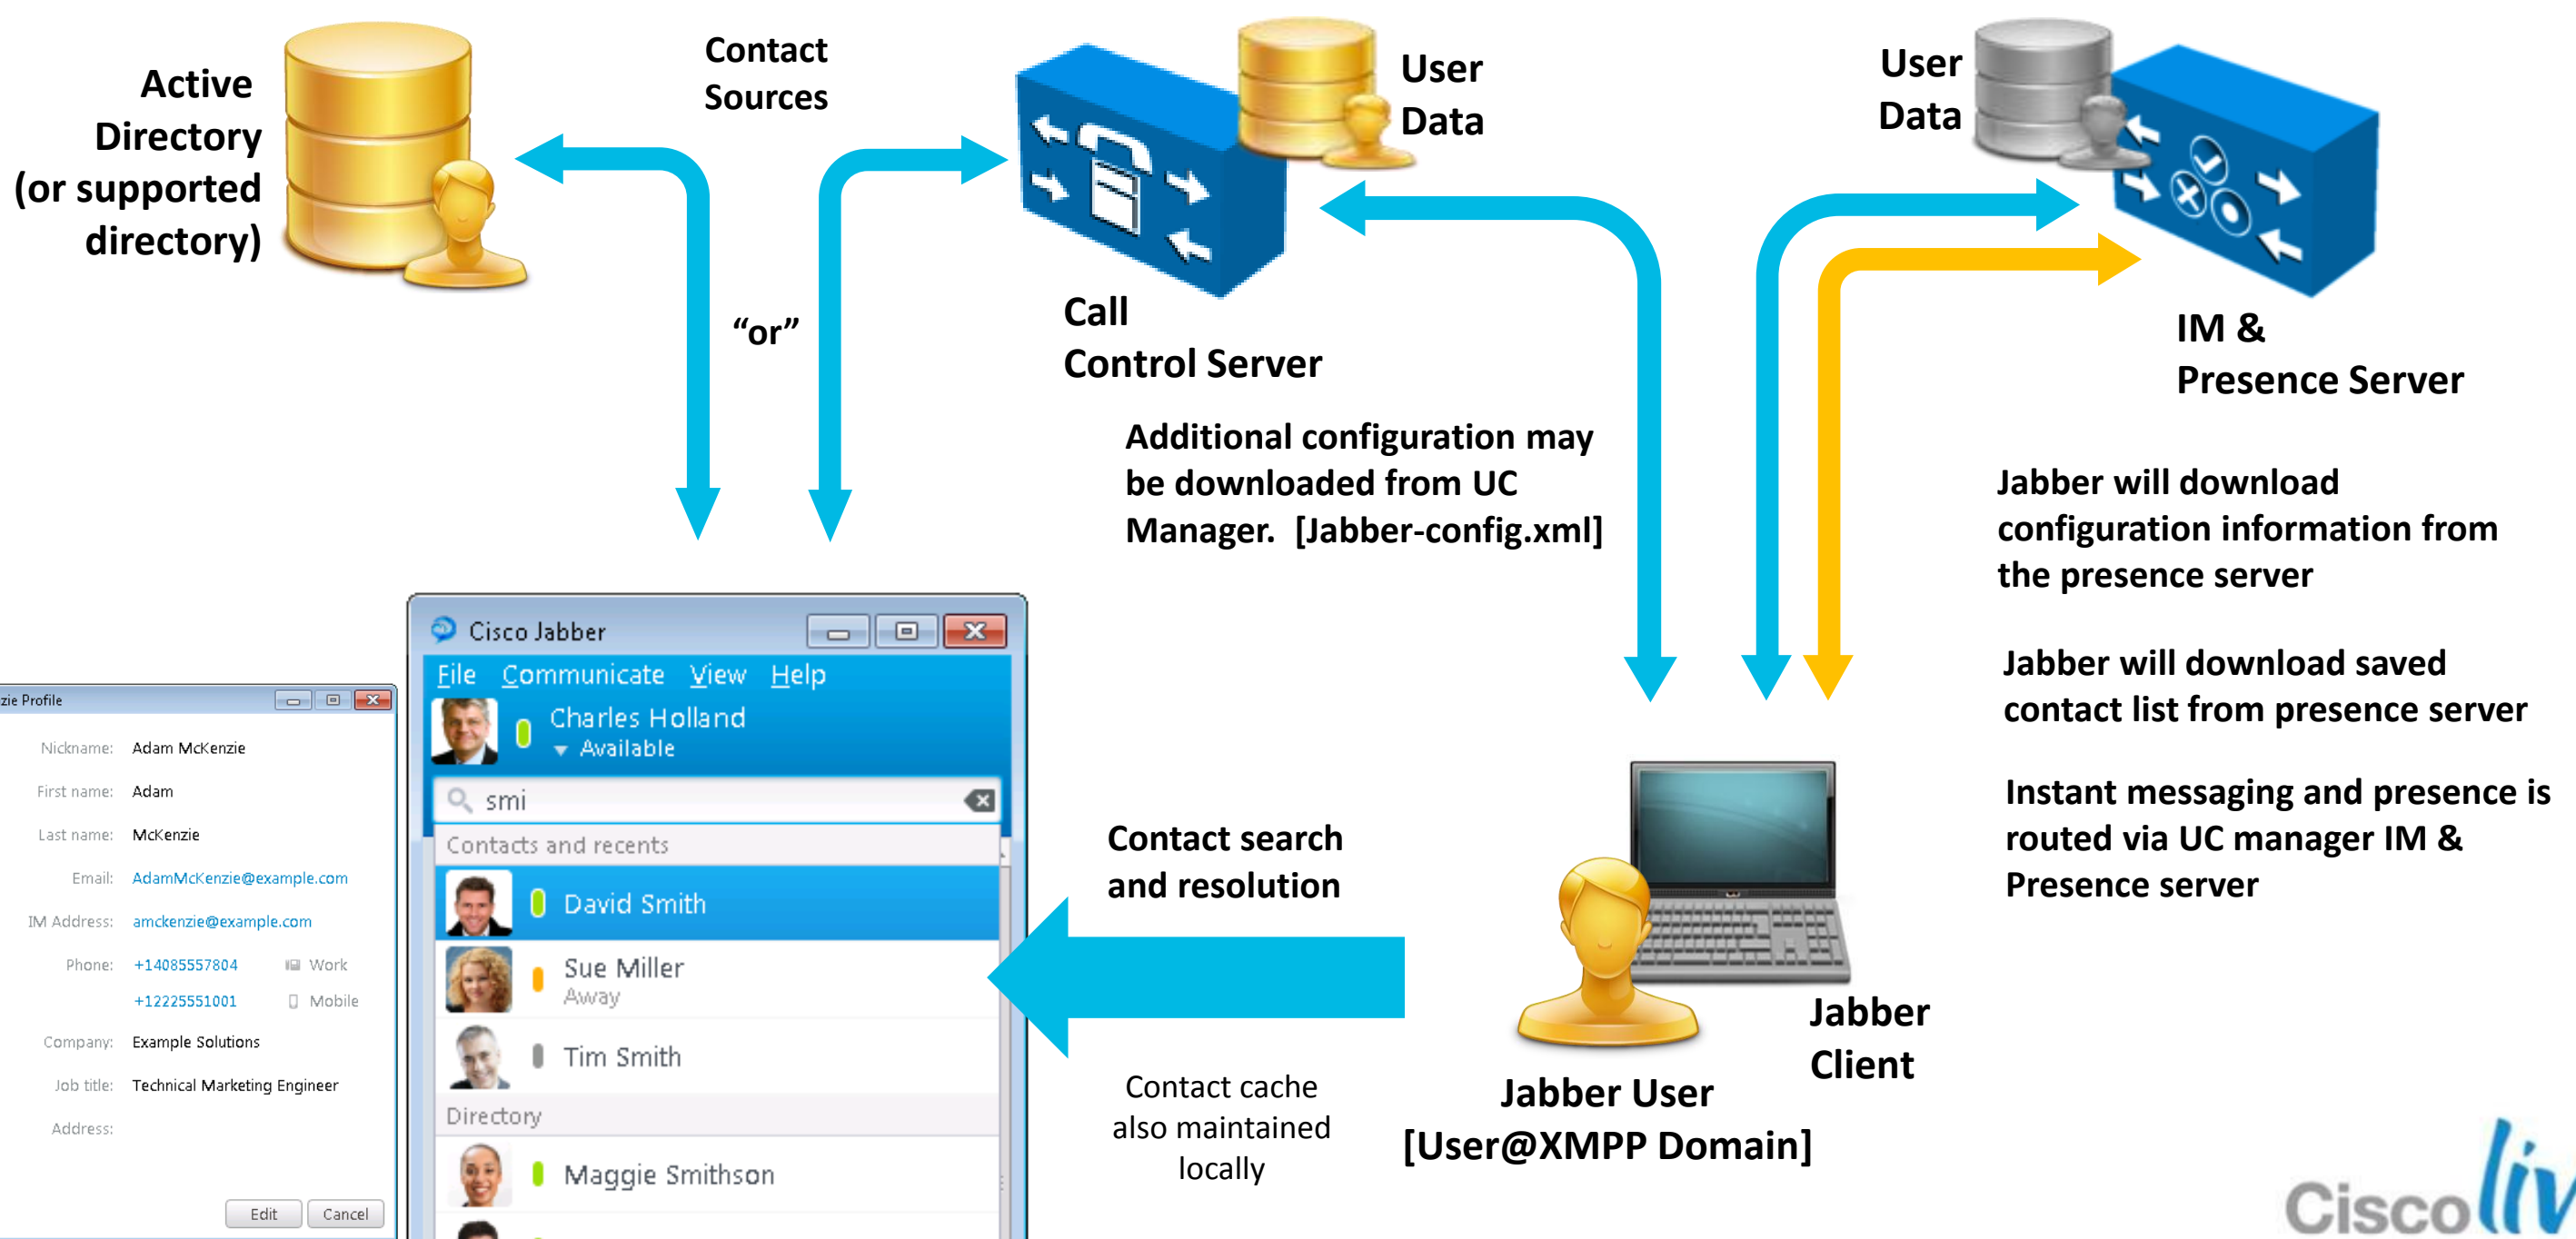 Active
Directory
(or supported
directory)
Contact
Sources
"or"
User
Data
Call
Control Server
Additional configuration may
be downloaded from UC
Manager. [Jabber-config.xml]
User
Data
IM &
Presence Server
Jabber will download
configuration information from
the presence server
Jabber will download saved
contact list from presence server
Instant messaging and presence is
routed via UC manager IM &
Presence server
zie Profile
Nickname: Adam McKenzie
First name: Adam
Last name: McKenzie
Email: AdamMcKenzie@example.com
IM Address: amckenzie@example.com
Phone: +14085557804 Work
+12225551001 Mobile
Company: Example Solutions
Job title: Technical Marketing Engineer
Address:
Edit Cancel
Cisco Jabber
File Communicate View Help
Charles Holland
Available
smi
Contacts and recents
David Smith
Sue Miller
Away
Tim Smith
Directory
Maggie Smithson
Contact search
and resolution
Contact cache
also maintained
locally
Jabber
Client
Jabber User
[User@XMPP Domain]
Cisco liv